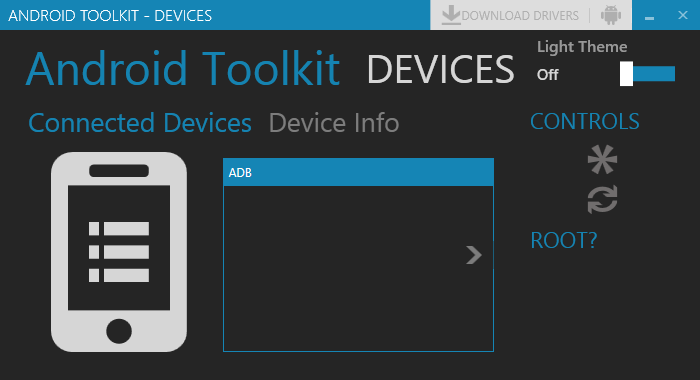 ANDROID TOOLKIT - DEVICES
DOWNLOAD DRIVERS
Android Toolkit DEVICES
Light Theme
Off
Connected Devices Device Info
CONTROLS
ADB
ROOT?